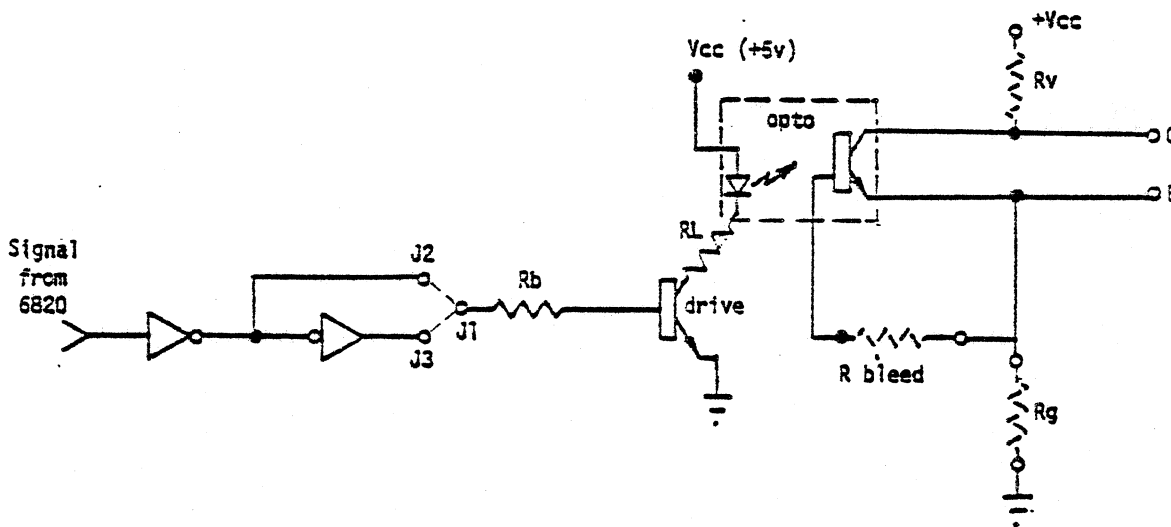 +Vcc
Vcc (+5v)
Rv
opto
C
E
RL
Signal
from
6820
J2
Rb
drive
J1
J3
R bleed
Rg